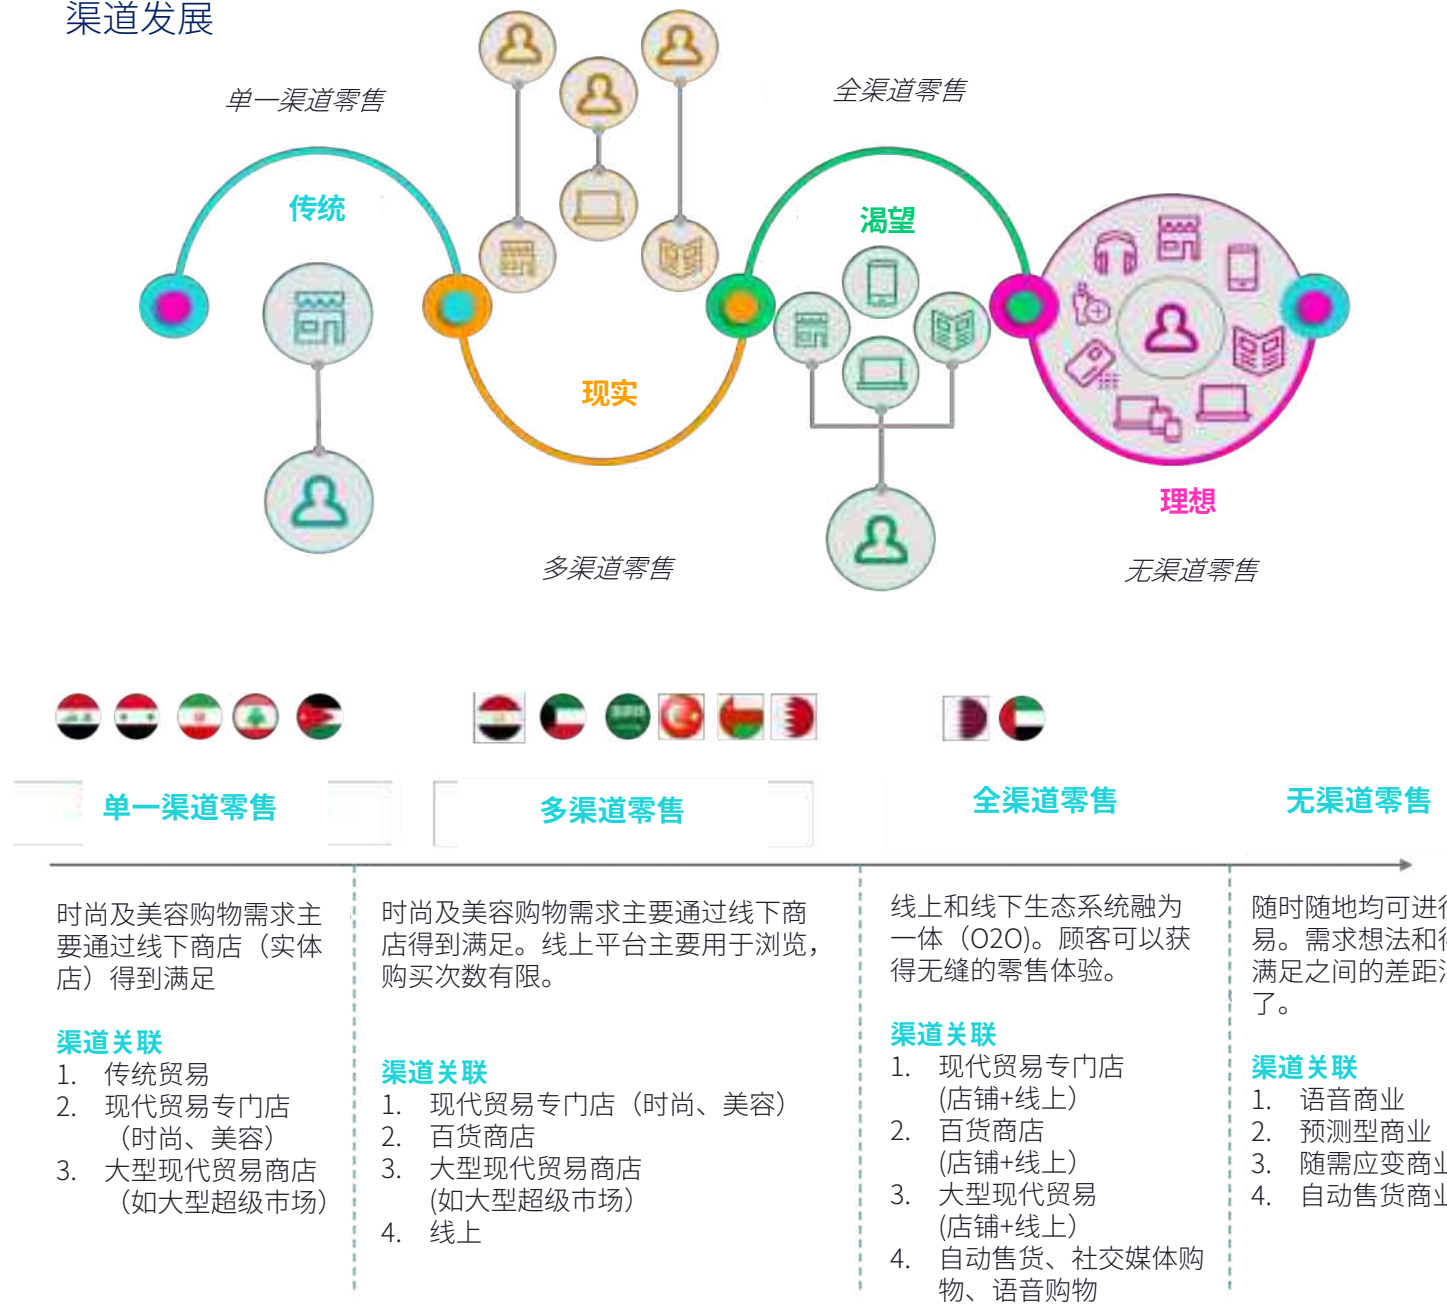 渠道发展
单一渠道零售
全渠道零售
传统
渴望
现实
理想
多渠道零售
无渠道零售
单一渠道零售
时尚及美容购物需求主
要通过线下商店（实体
店）得到满足
渠道关联
1. 传统贸易
2. 现代贸易专门店
（时尚、美容）
3. 大型现代贸易商店
（如大型超级市场）
多渠道零售
时尚及美容购物需求主要通过线下商
店得到满足。线上平台主要用于浏览，
购买次数有限。
渠道关联
1. 现代贸易专门店（时尚、美容）
2. 百货商店
3. 大型现代贸易商店
(如大型超级市场）
4. 线上
全渠道零售
线上和线下生态系统融为
一体（O2O)。顾客可以获
得无缝的零售体验。
渠道关联
1. 现代贸易专门店
(店铺+线上）
2. 百货商店
(店铺+线上）
3. 大型现代贸易
(店铺+线上）
4. 自动售货、社交媒体购
物、语音购物
无渠道零售
随时随地均可进
易。需求想法和
满足之间的差距
了。
渠道关联
1. 语音商业
2. 预测型商业
3. 随需应变商业
4. 自动售货商业